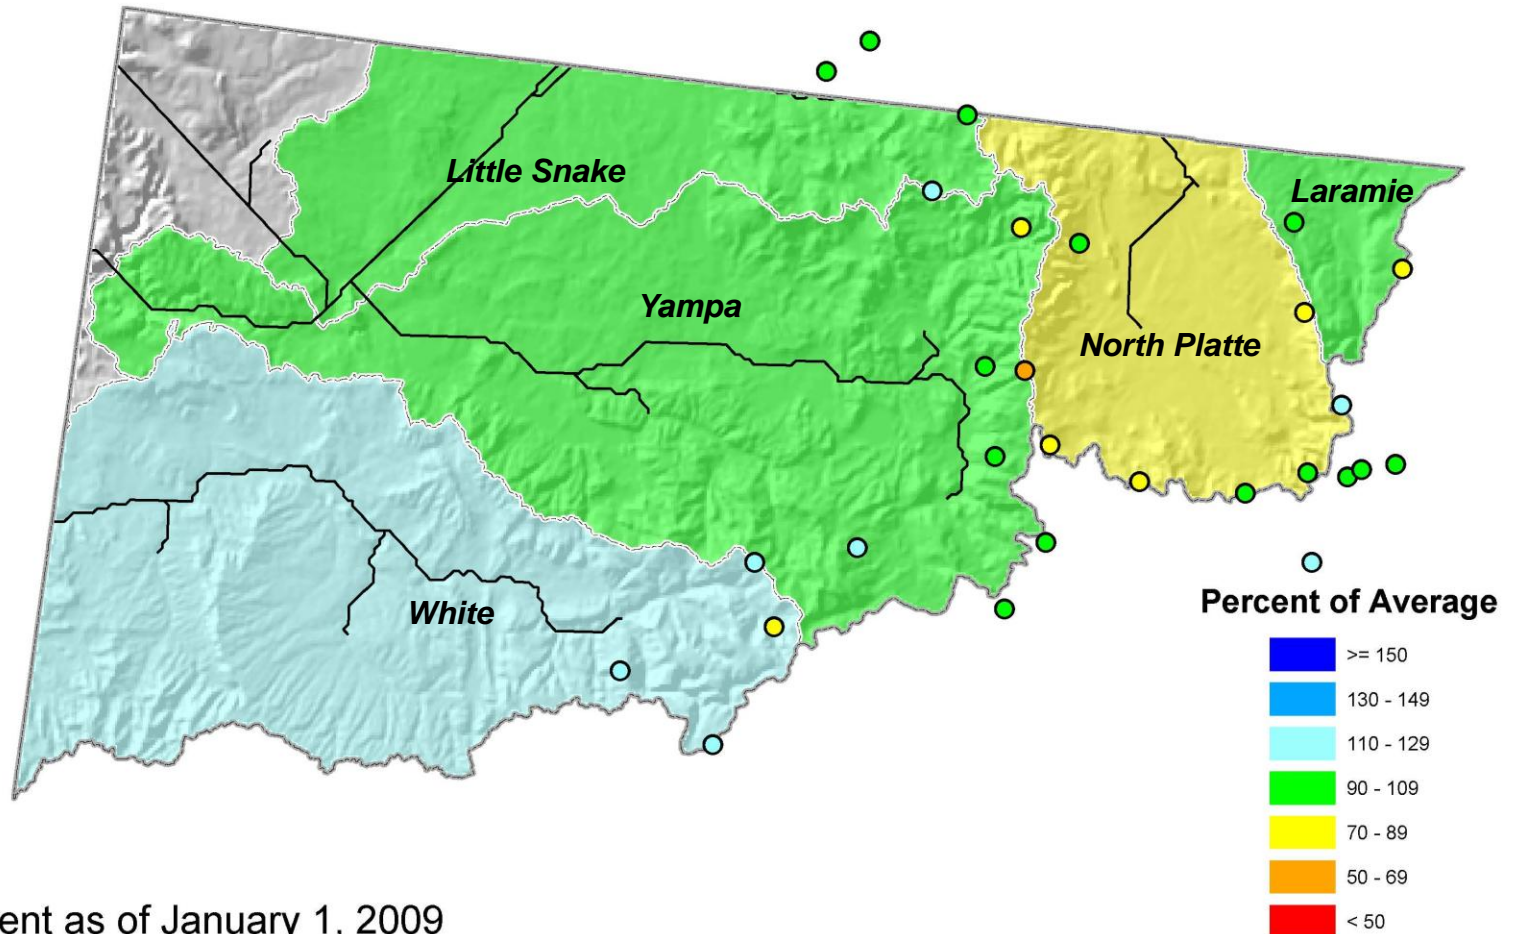 Little Snake
Laramie
Yampa
North Platte
White
Percent of Average
>= 150
130 - 149
110 - 129
90 - 109
70 - 89
50 - 69
< 50
ent as of January 1, 2009